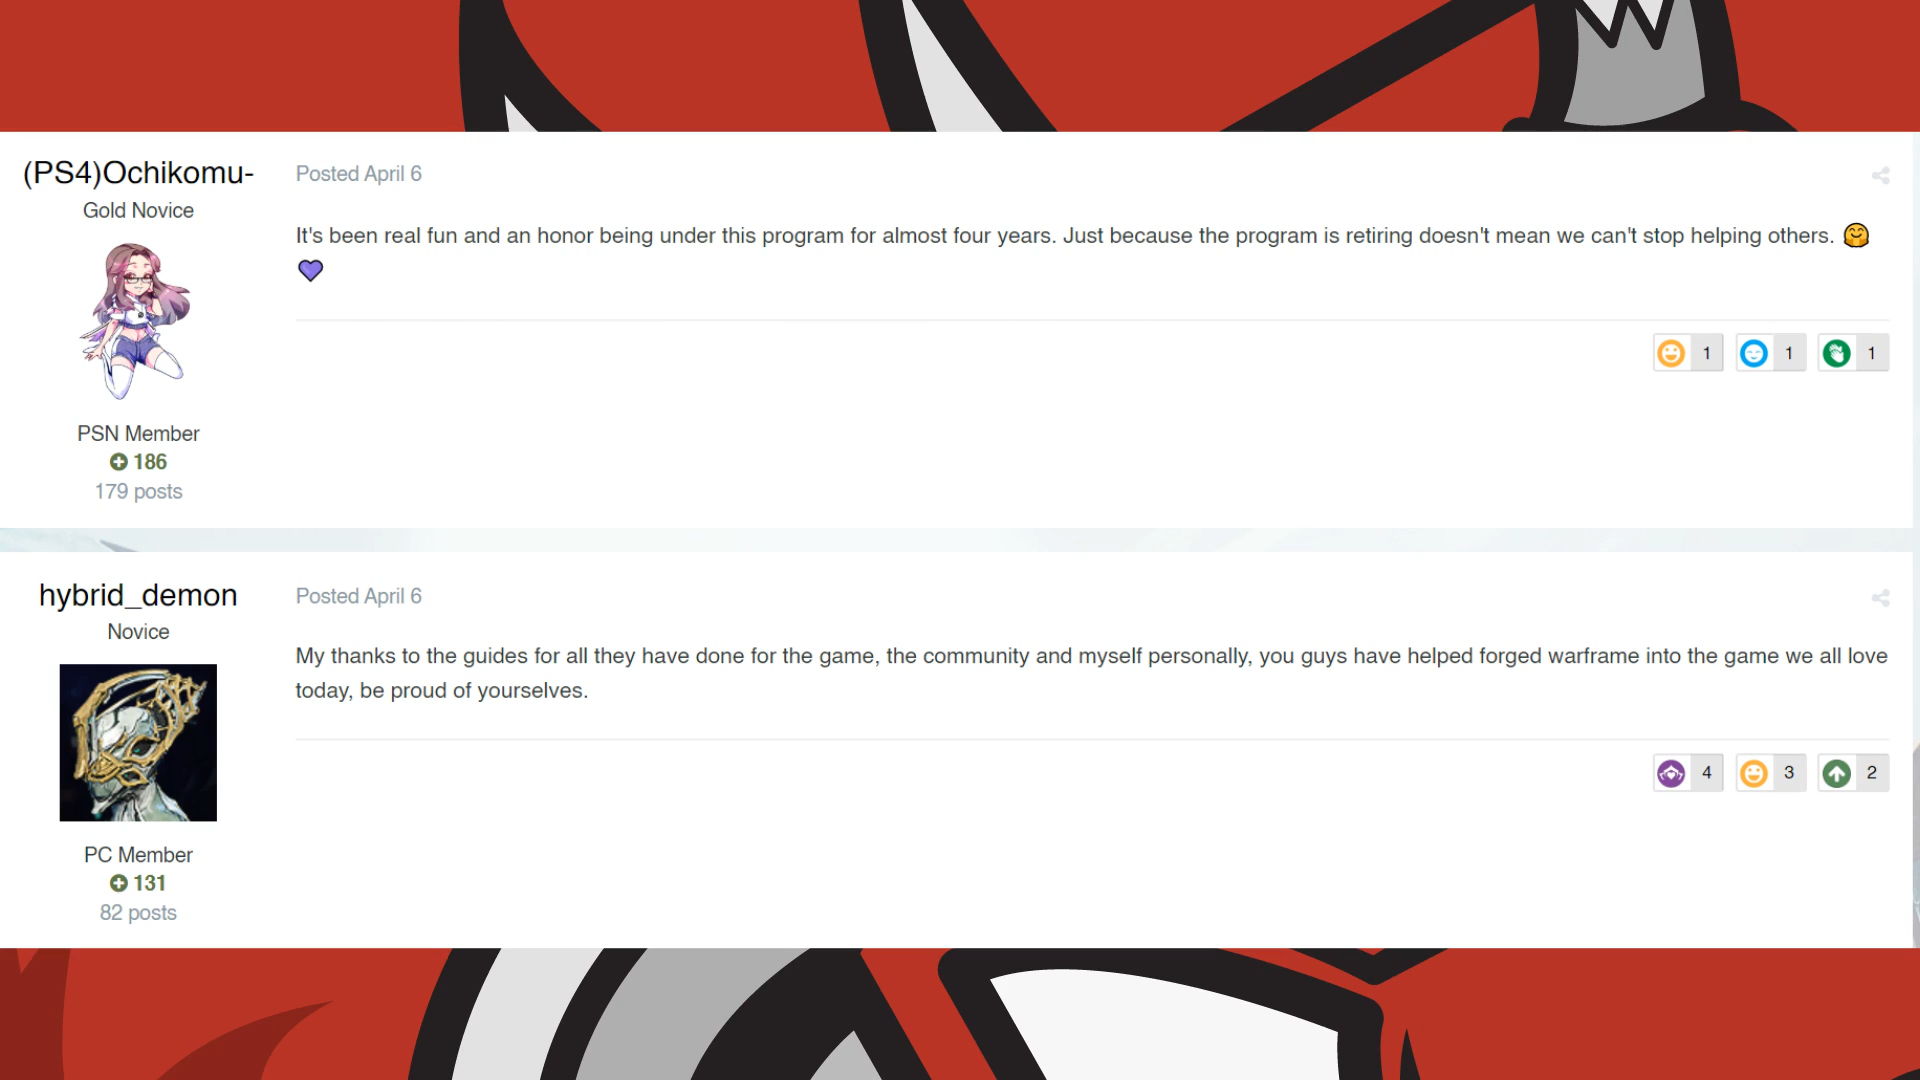 (PS4)Ochikomu-
Gold Novice
PSN Member
186
179 posts
Posted April 6
It's been real fun and an honor being under this program for almost four years. Just because the program is retiring doesn't mean we can't stop helping others. 🤗
💜
1 1 1
hybrid_demon
Novice
PC Member
131
82 posts
Posted April 6
My thanks to the guides for all they have done for the game, the community and myself personally, you guys have helped forged warframe into the game we all love
today, be proud of yourselves.
4 3 2